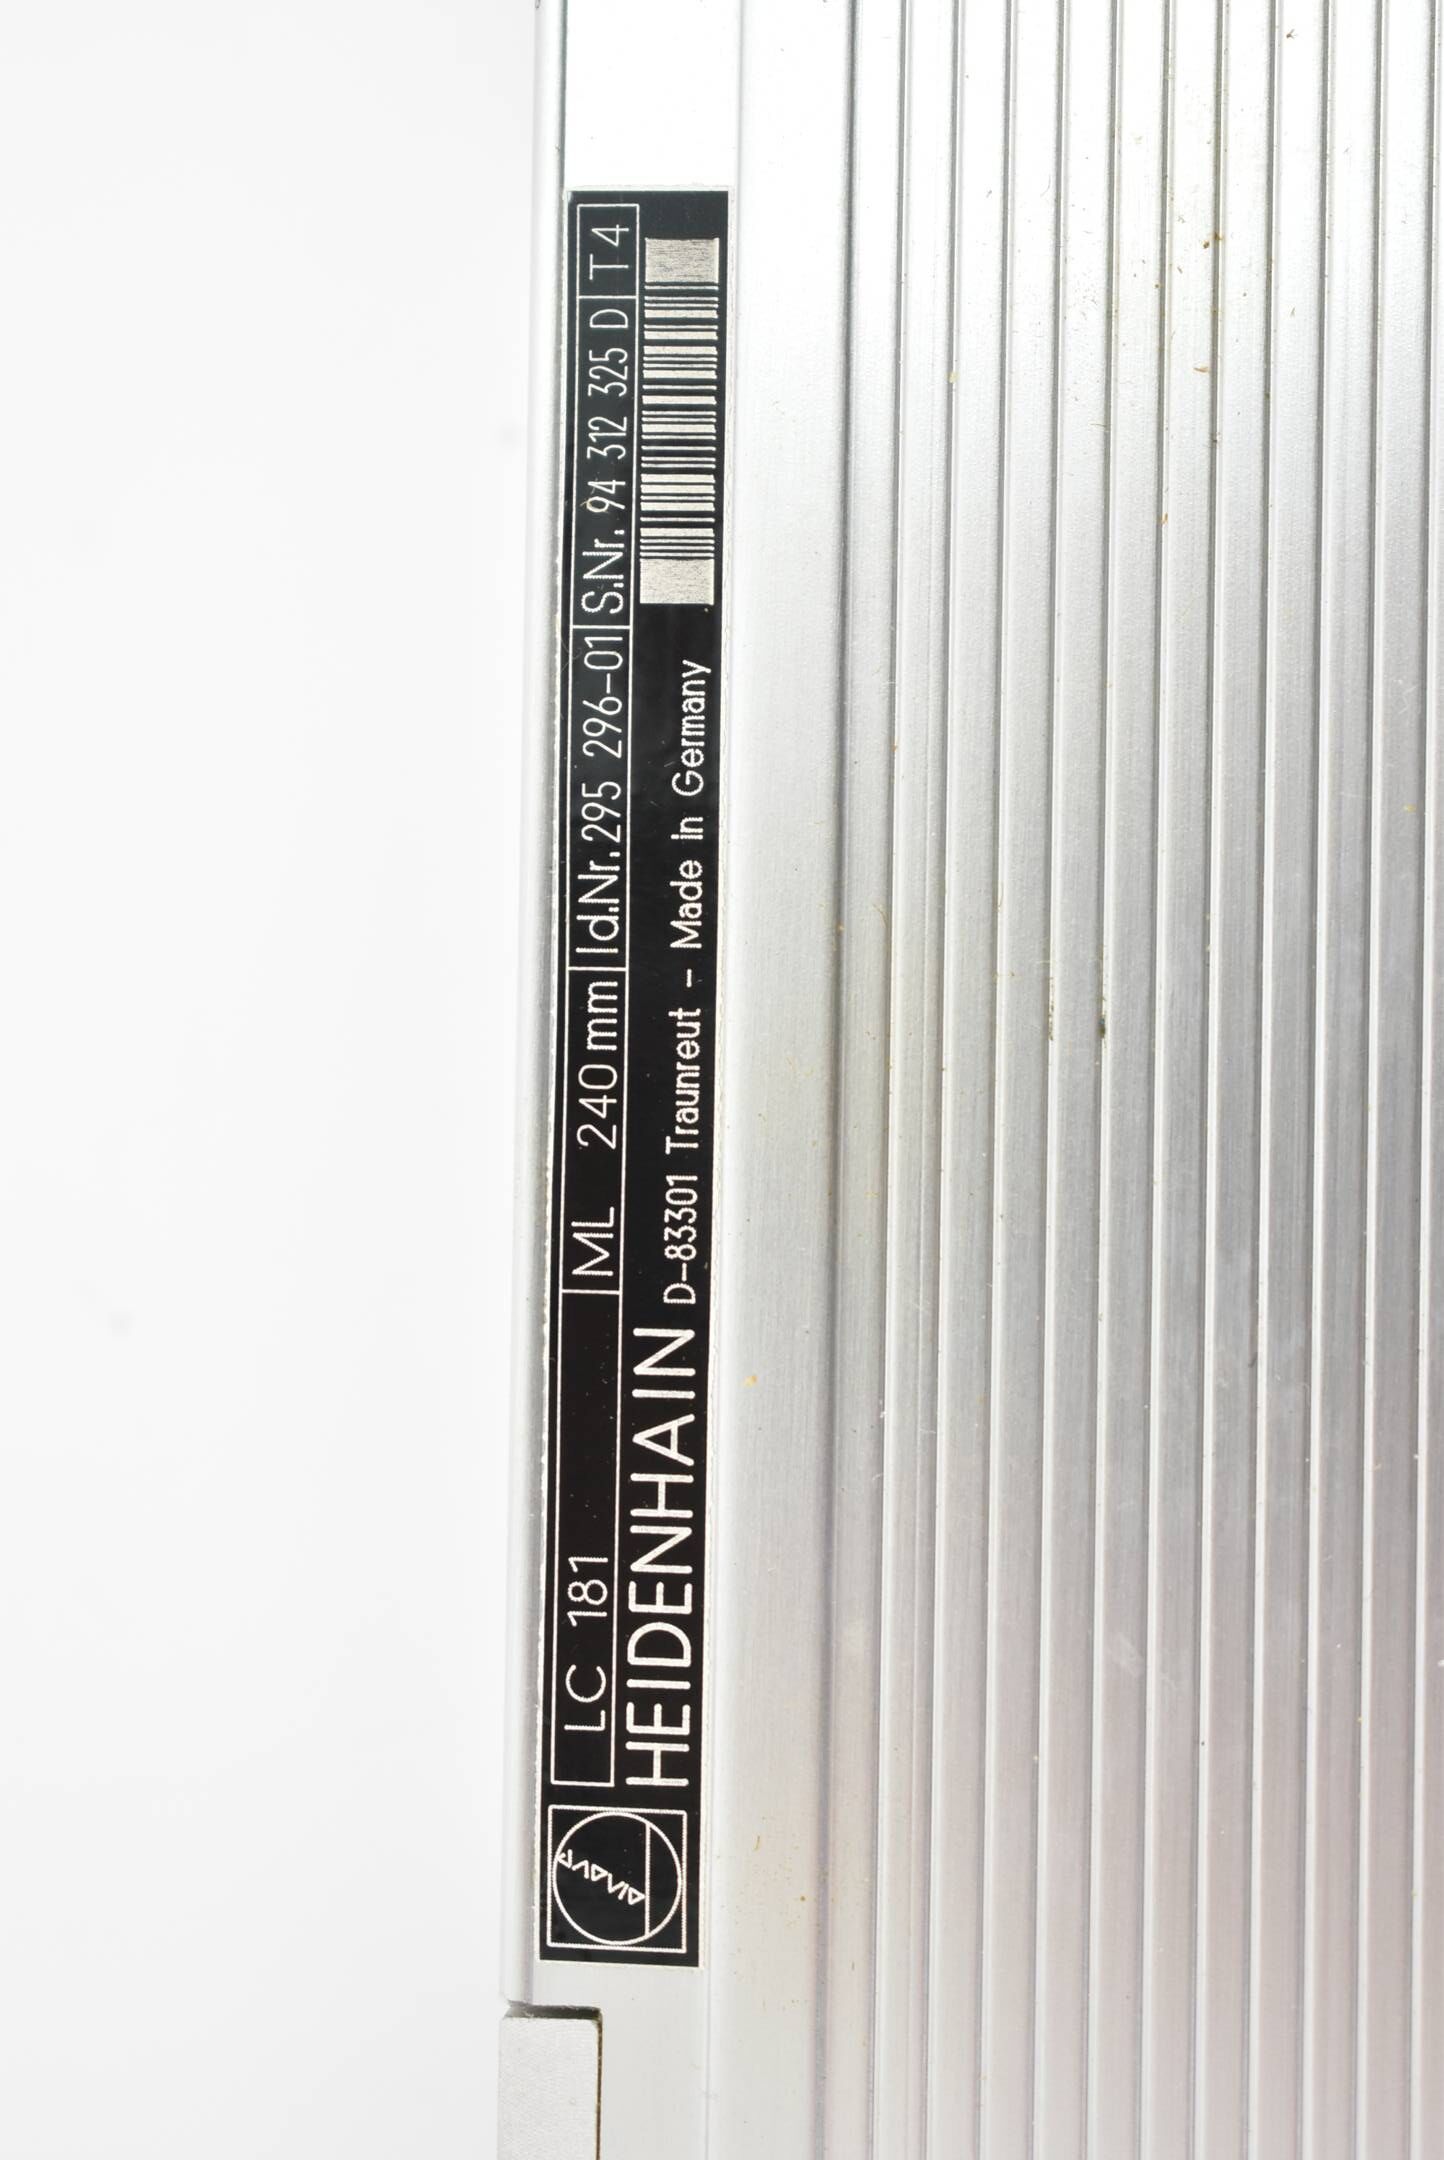 LC 181 ML 240 mm Id.Nr. 295 296-01 S.Nr. 94 312 325 D T 4
HEIDENHAIN D-83301 Traunreut - Made in Germany